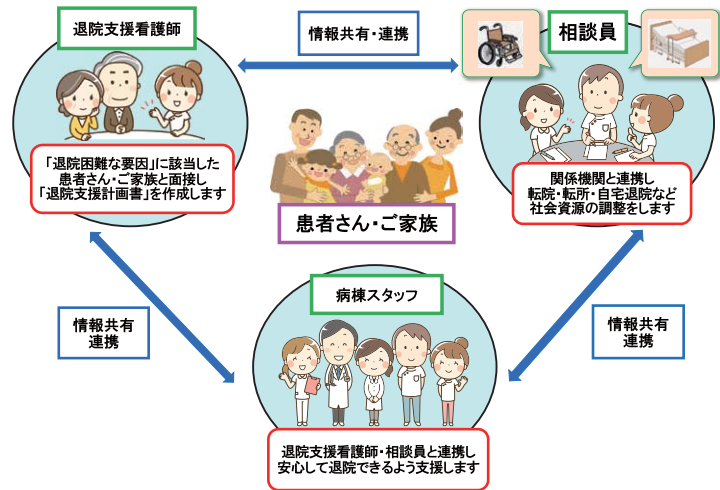 退院支援看護師
情報共有・連携
相談員
「退院困難な要因」に該当した
患者さん・ご家族と面接し
「退院支援計画書」を作成します
関係機関と連携し
転院・転所・自宅退院など
社会資源の調整をします
患者さん・ご家族
病棟スタッフ
情報共有
連携
情報共有
連携
退院支援看護師・相談員と連携し
安心して退院できるよう支援します